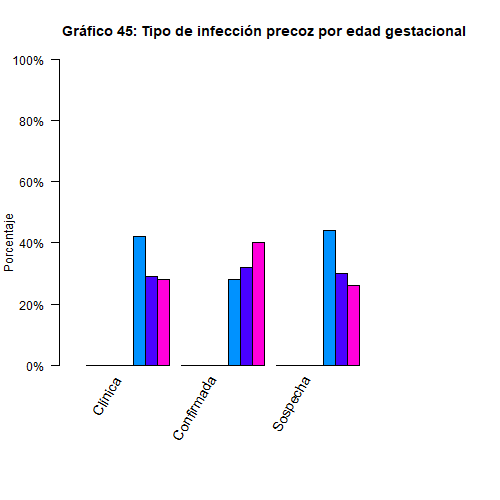 Gráfico 45: Tipo de infección precoz por edad gestacional
100%
80%
60%
40%
20%
0%
Porcentaje
Clínica
Confirmada
Sospecha